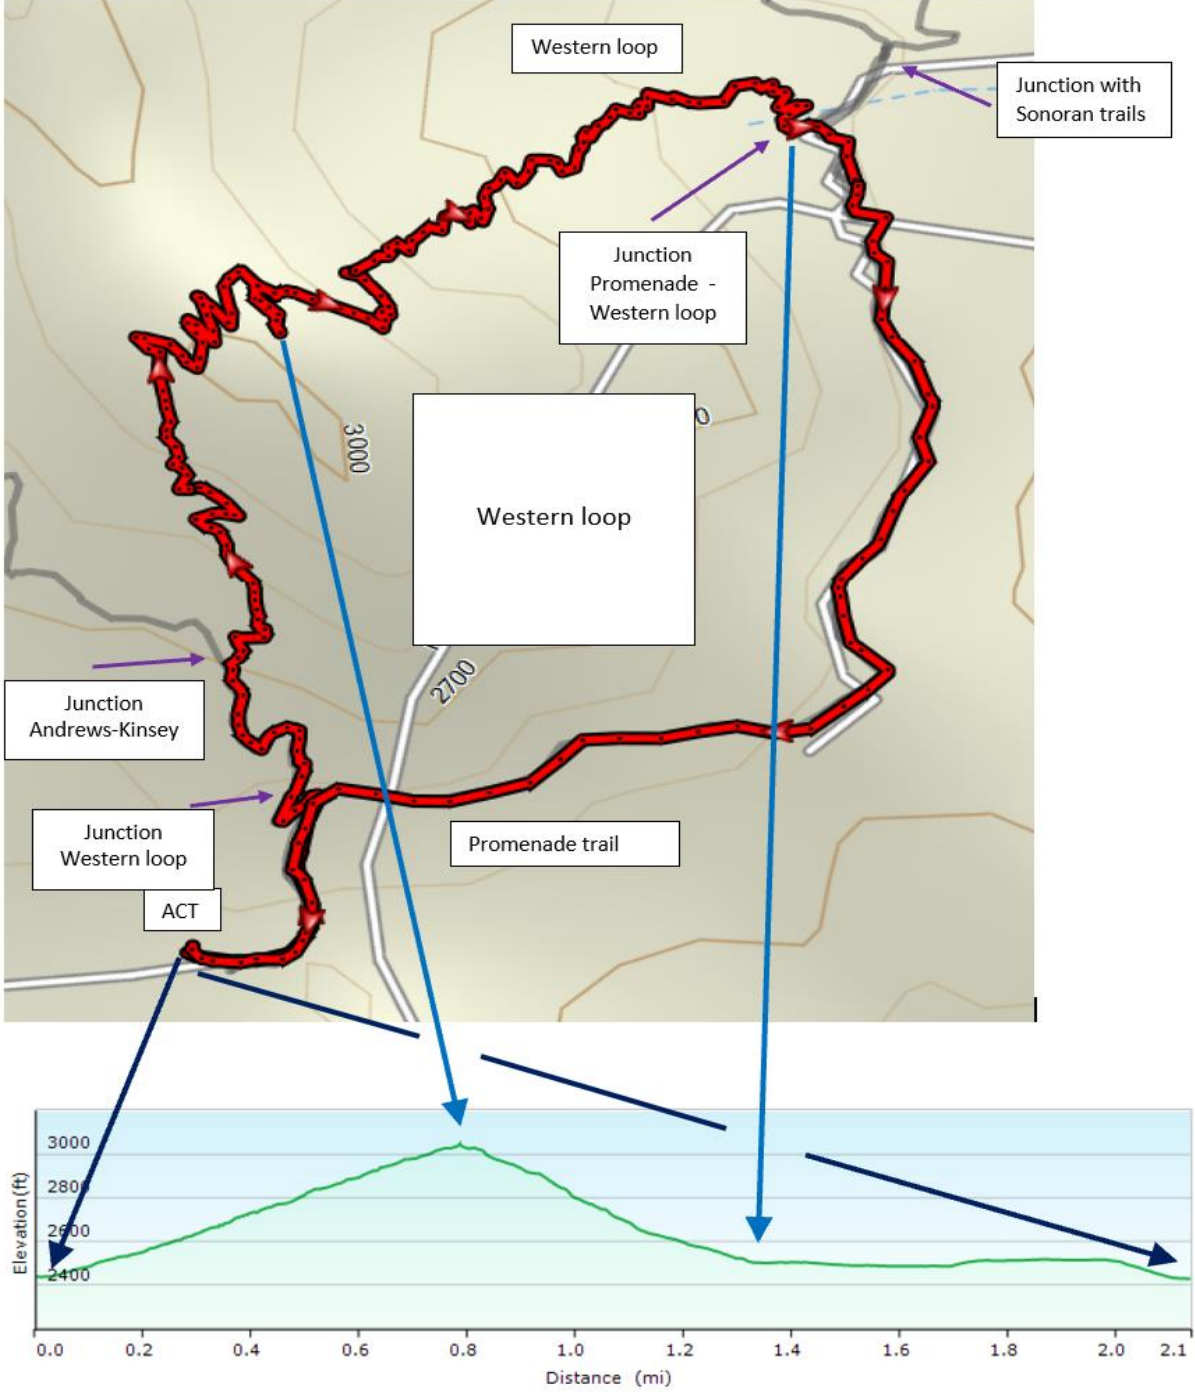 Western loop
Junction with
Sonoran trails
Junction
Promenade -
Western loop
3000
0
Western loop
2700
Junction
Andrews-Kinsey
Junction
Western loop
Promenade trail
ACT
3000
2800
2600
2400
Elevation(ft)
0.0 0.2 0.4 0.6 0.8 1.0 1.2 1.4 1.6 1.8 2.0 2.1
Distance (mi)